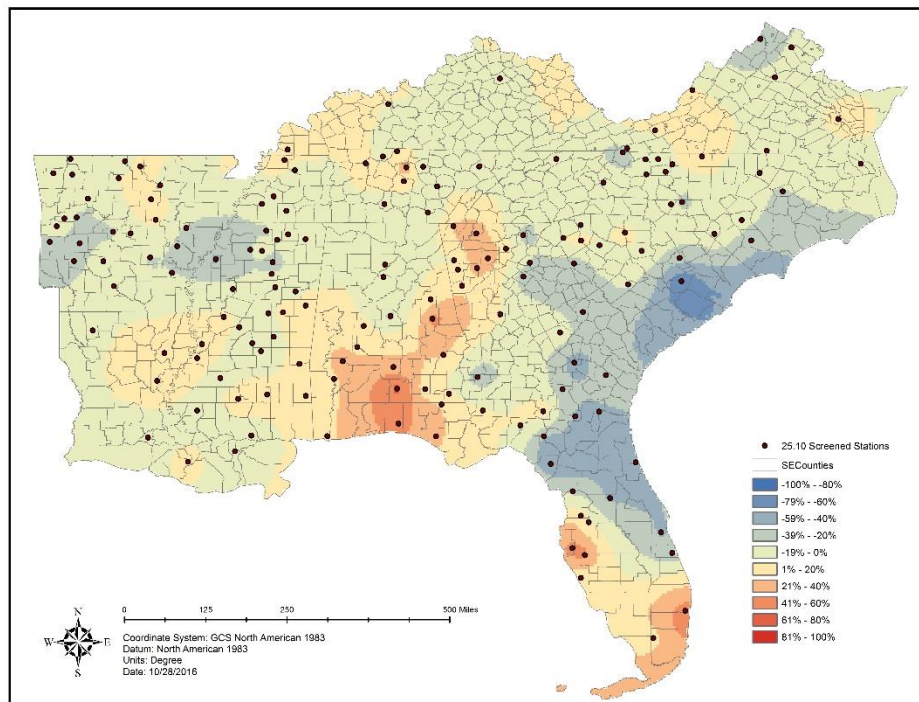 25.10 Screened Stations
SECounties
-100% - -80%
-79% - -60%
-59% - -40%
-39% - -20%
-19% - 0%
1% - 20%
21% - 40%
41% - 60%
61% - 80%
81% - 100%
0 125 250 500 Miles
N
W E
S
Coordinate System: GCS North American 1983
Datum: North American 1983
Units: Degree
Date: 10/28/2016